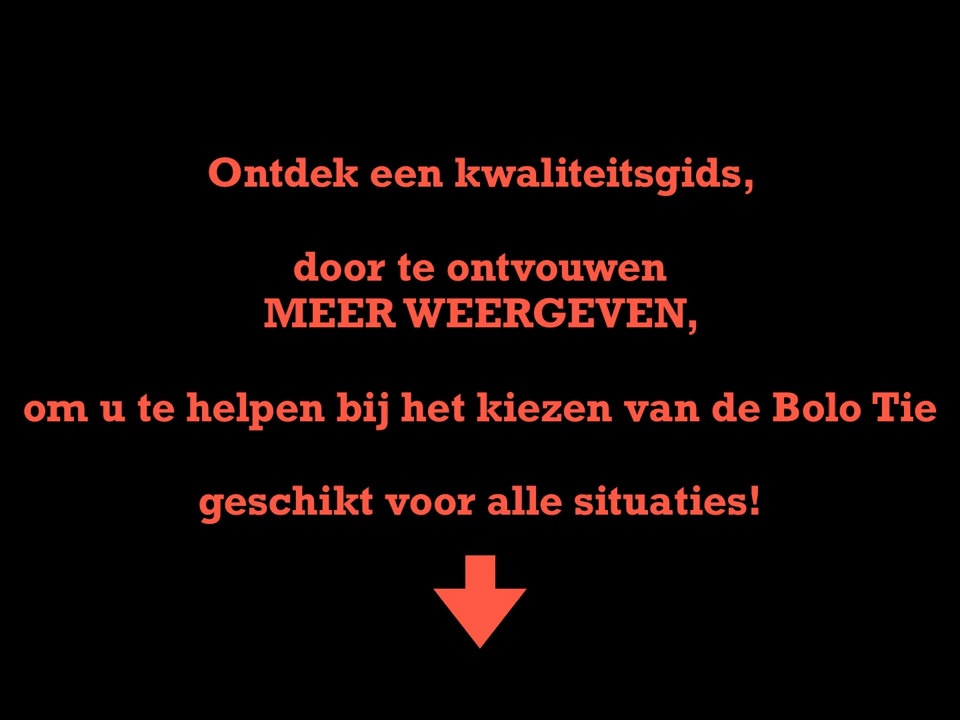 Ontdek een kwaliteitsgids,
door te ontvouwen
MEER WEERGEVEN,
om u te helpen bij het kiezen van de Bolo Tie
geschikt voor alle situaties!